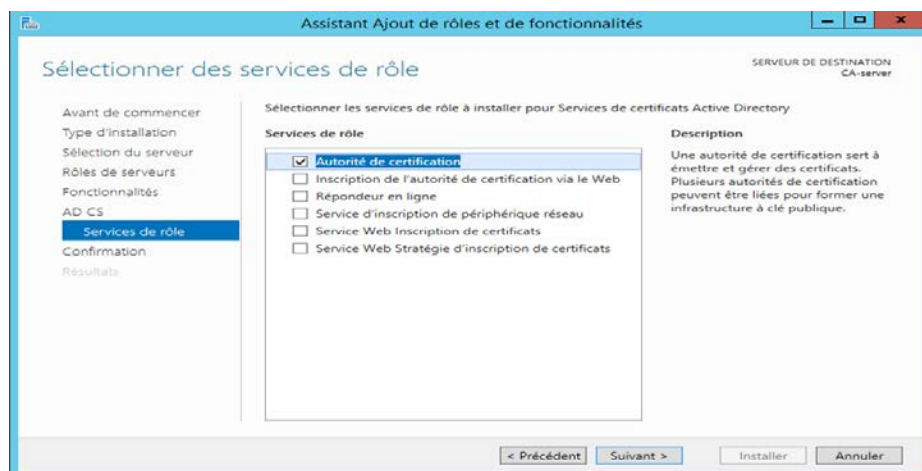 Assistant Ajout de rôles et de fonctionnalités
Sélectionner des services de rôle
SERVEUR DE DESTINATION
CA-server
Avant de commencer
Type d'installation
Sélection du serveur
Rôles de serveurs
Fonctionnalités
AD CS
Services de rôle
Confirmation
Résultats
Sélectionner les services de rôle à installer pour Services de certificats Active Directory
Services de rôle
Autorité de certification
Inscription de l'autorité de certification via le Web
Répondeur en ligne
Service d'inscription de périphérique réseau
Service Web Inscription de certificats
Service Web Stratégie d'inscription de certificats
Description
Une autorité de certification sert à
émettre et gérer des certificats.
Plusieurs autorités de certification
peuvent être liées pour former une
infrastructure à clé publique.
< Précédent
Suivant >
Installer
Annuler